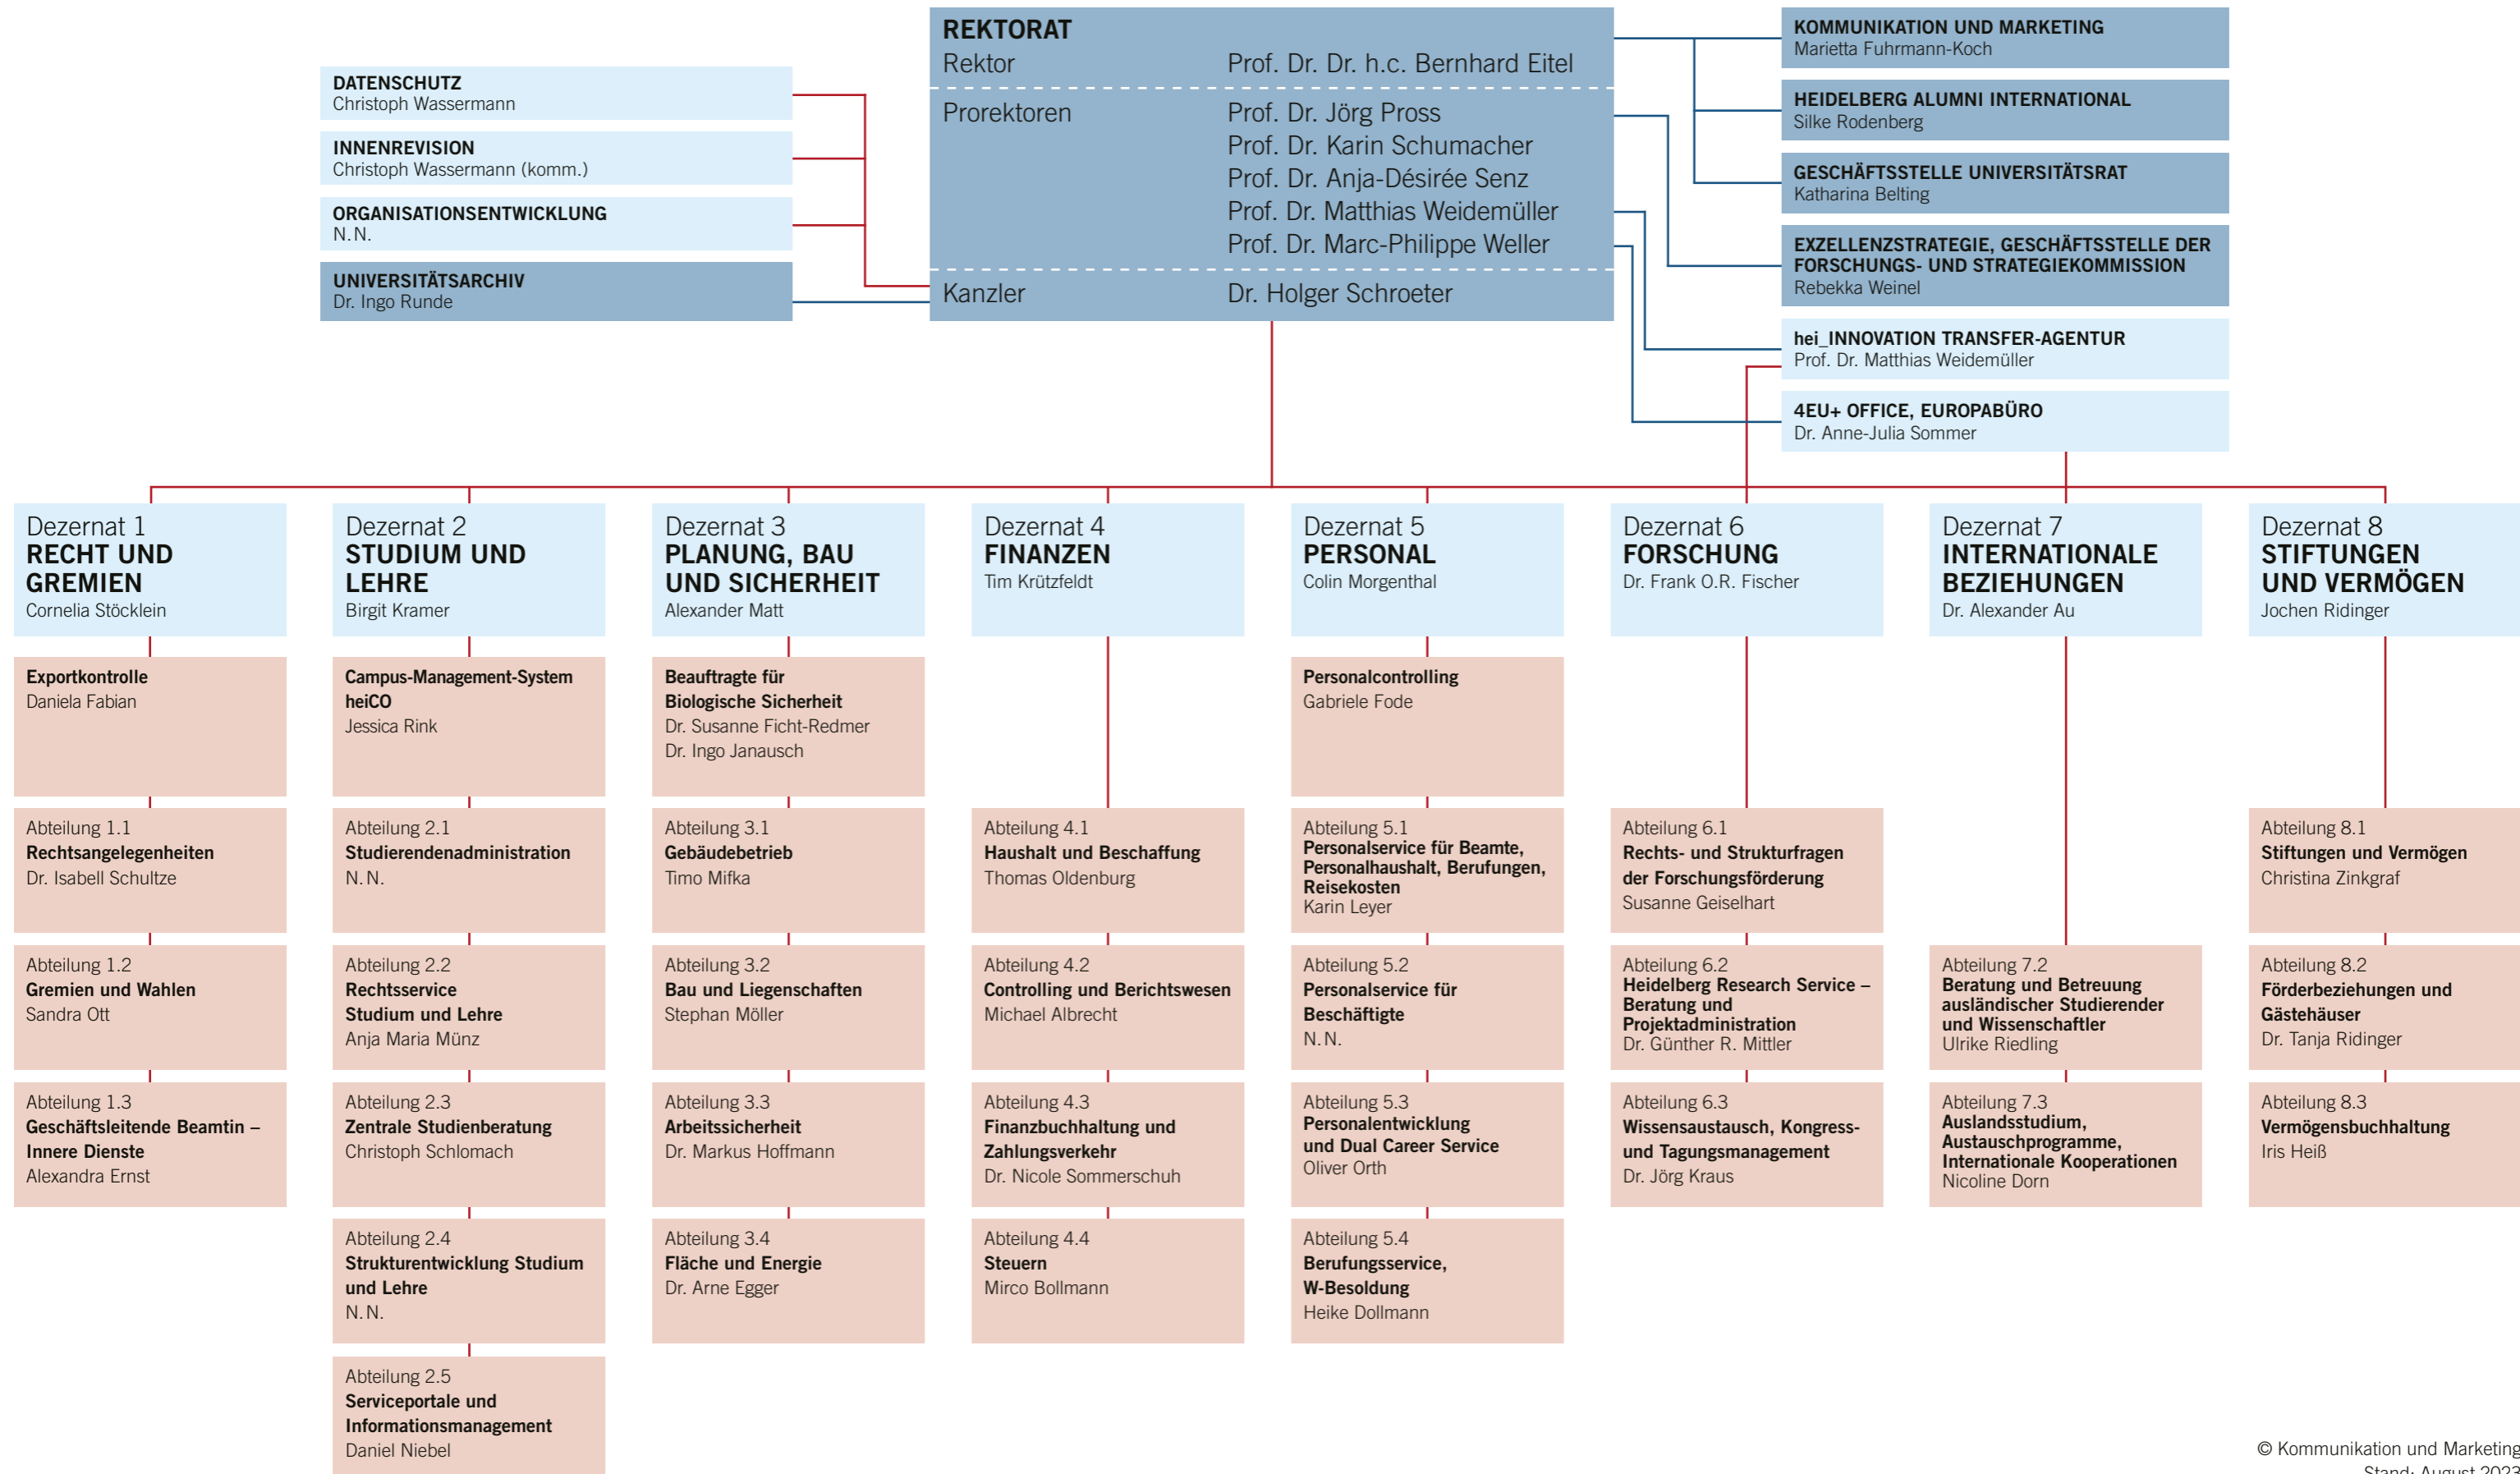 REKTORAT
Rektor Prof. Dr. Dr. h.c. Bernhard Eitel
Prorektoren Prof. Dr. Jörg Pross
Prof. Dr. Karin Schumacher
Prof. Dr. Anja-Désirée Senz
Prof. Dr. Matthias Weidemüller
Prof. Dr. Marc-Philippe Weller
Kanzler Dr. Holger Schroeter
DATENSCHUTZ
Christoph Wassermann
INNENREVISION
Christoph Wassermann (komm.)
ORGANISATIONSENTWICKLUNG
N.N.
UNIVERSITÄTSARCHIV
Dr. Ingo Runde
KOMMUNIKATION UND MARKETING
Marietta Fuhrmann-Koch
HEIDELBERG ALUMNI INTERNATIONAL
Silke Rodenberg
GESCHÄFTSSTELLE UNIVERSITÄTSRAT
Katharina Belting
EXZELLENZSTRATEGIE, GESCHÄFTSSTELLE DER
FORSCHUNGS- UND STRATEGIEKOMMISSION
Rebekka Weinel
hei_INNOVATION TRANSFER-AGENTUR
Prof. Dr. Matthias Weidemüller
4EU+ OFFICE, EUROPABÜRO
Dr. Anne-Julia Sommer
Dezernat 1
RECHT UND
GREMIEN
Cornelia Stöcklein
Exportkontrolle
Daniela Fabian
Abteilung 1.1
Rechtsangelegenheiten
Dr. Isabell Schultze
Abteilung 1.2
Gremien und Wahlen
Sandra Ott
Abteilung 1.3
Geschäftsleitende Beamtin –
Innere Dienste
Alexandra Ernst
Dezernat 2
STUDIUM UND
LEHRE
Birgit Kramer
Campus-Management-System
heiCO
Jessica Rink
Abteilung 2.1
Studierendenadministration
N.N.
Abteilung 2.2
Rechtsservice
Studium und Lehre
Anja Maria Münz
Abteilung 2.3
Zentrale Studienberatung
Christoph Schlomach
Abteilung 2.4
Strukturentwicklung Studium
und Lehre
N.N.
Abteilung 2.5
Serviceportale und
Informationsmanagement
Daniel Niebel
Dezernat 3
PLANUNG, BAU
UND SICHERHEIT
Alexander Matt
Beauftragte für
Biologische Sicherheit
Dr. Susanne Ficht-Redmer
Dr. Ingo Janausch
Abteilung 3.1
Gebäudebetrieb
Timo Mifka
Abteilung 3.2
Bau und Liegenschaften
Stephan Möller
Abteilung 3.3
Arbeitssicherheit
Dr. Markus Hoffmann
Abteilung 3.4
Fläche und Energie
Dr. Arne Egger
Dezernat 4
FINANZEN
Tim Krützfeldt
Abteilung 4.1
Haushalt und Beschaffung
Thomas Oldenburg
Abteilung 4.2
Controlling und Berichtswesen
Michael Albrecht
Abteilung 4.3
Finanzbuchhaltung und
Zahlungsverkehr
Dr. Nicole Sommerschuh
Abteilung 4.4
Steuern
Mirco Bollmann
Dezernat 5
PERSONAL
Colin Morgenthal
Personalcontrolling
Gabriele Fode
Abteilung 5.1
Personalservice für Beamte,
Personalhaushalt, Berufungen,
Reisekosten
Karin Leyer
Abteilung 5.2
Personalservice für
Beschäftigte
N.N.
Abteilung 5.3
Personalentwicklung
und Dual Career Service
Oliver Orth
Abteilung 5.4
Berufungsservice,
W-Besoldung
Heike Dollmann
Dezernat 6
FORSCHUNG
Dr. Frank O.R. Fischer
Abteilung 6.1
Rechts- und Strukturfragen
der Forschungsförderung
Susanne Geiselhart
Abteilung 6.2
Heidelberg Research Service –
Beratung und
Projektadministration
Dr. Günther R. Mittler
Abteilung 6.3
Wissensaustausch, Kongress-
und Tagungsmanagement
Dr. Jörg Kraus
Dezernat 7
INTERNATIONALE
BEZIEHUNGEN
Dr. Alexander Au
Abteilung 7.2
Beratung und Betreuung
ausländischer Studierender
und Wissenschaftler
Ulrike Riedling
Abteilung 7.3
Auslandsstudium,
Austauschprogramme,
Internationale Kooperationen
Nicoline Dorn
Dezernat 8
STIFTUNGEN
UND VERMÖGEN
Jochen Ridinger
Abteilung 8.1
Stiftungen und Vermögen
Christina Zinkgraf
Abteilung 8.2
Förderbeziehungen und
Gästehäuser
Dr. Tanja Ridinger
Abteilung 8.3
Vermögensbuchhaltung
Iris Heiß
© Kommunikation und Marketing
Stand: August 2023